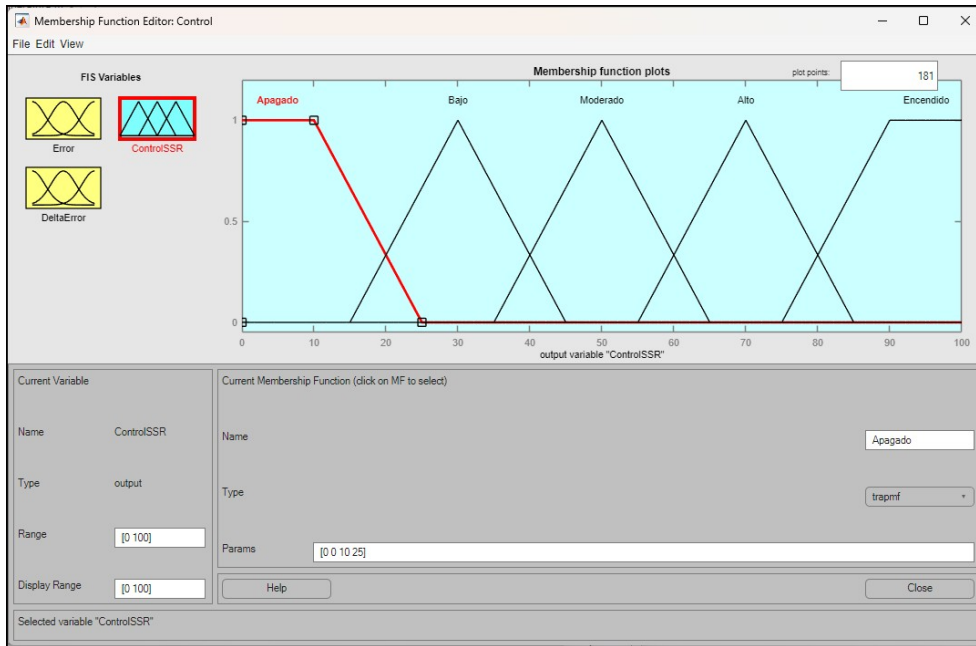 Membership Function Editor: Control
File Edit View
FIS Variables
Error
ControlSSR
DeltaError
Membership function plots
plot points:
181
Apagado
Bajo
Moderado
Alto
Encendido
1
0.5
0
0 10 20 30 40 50 60 70 80 90 100
output variable "ControlSSR"
Current Variable
Name ControlSSR
Type output
Range [0 100]
Display Range [0 100]
Current Membership Function (click on MF to select)
Name Apagado
Type trapmf
Params [0 0 10 25]
Help
Close
Selected variable "ControlSSR"